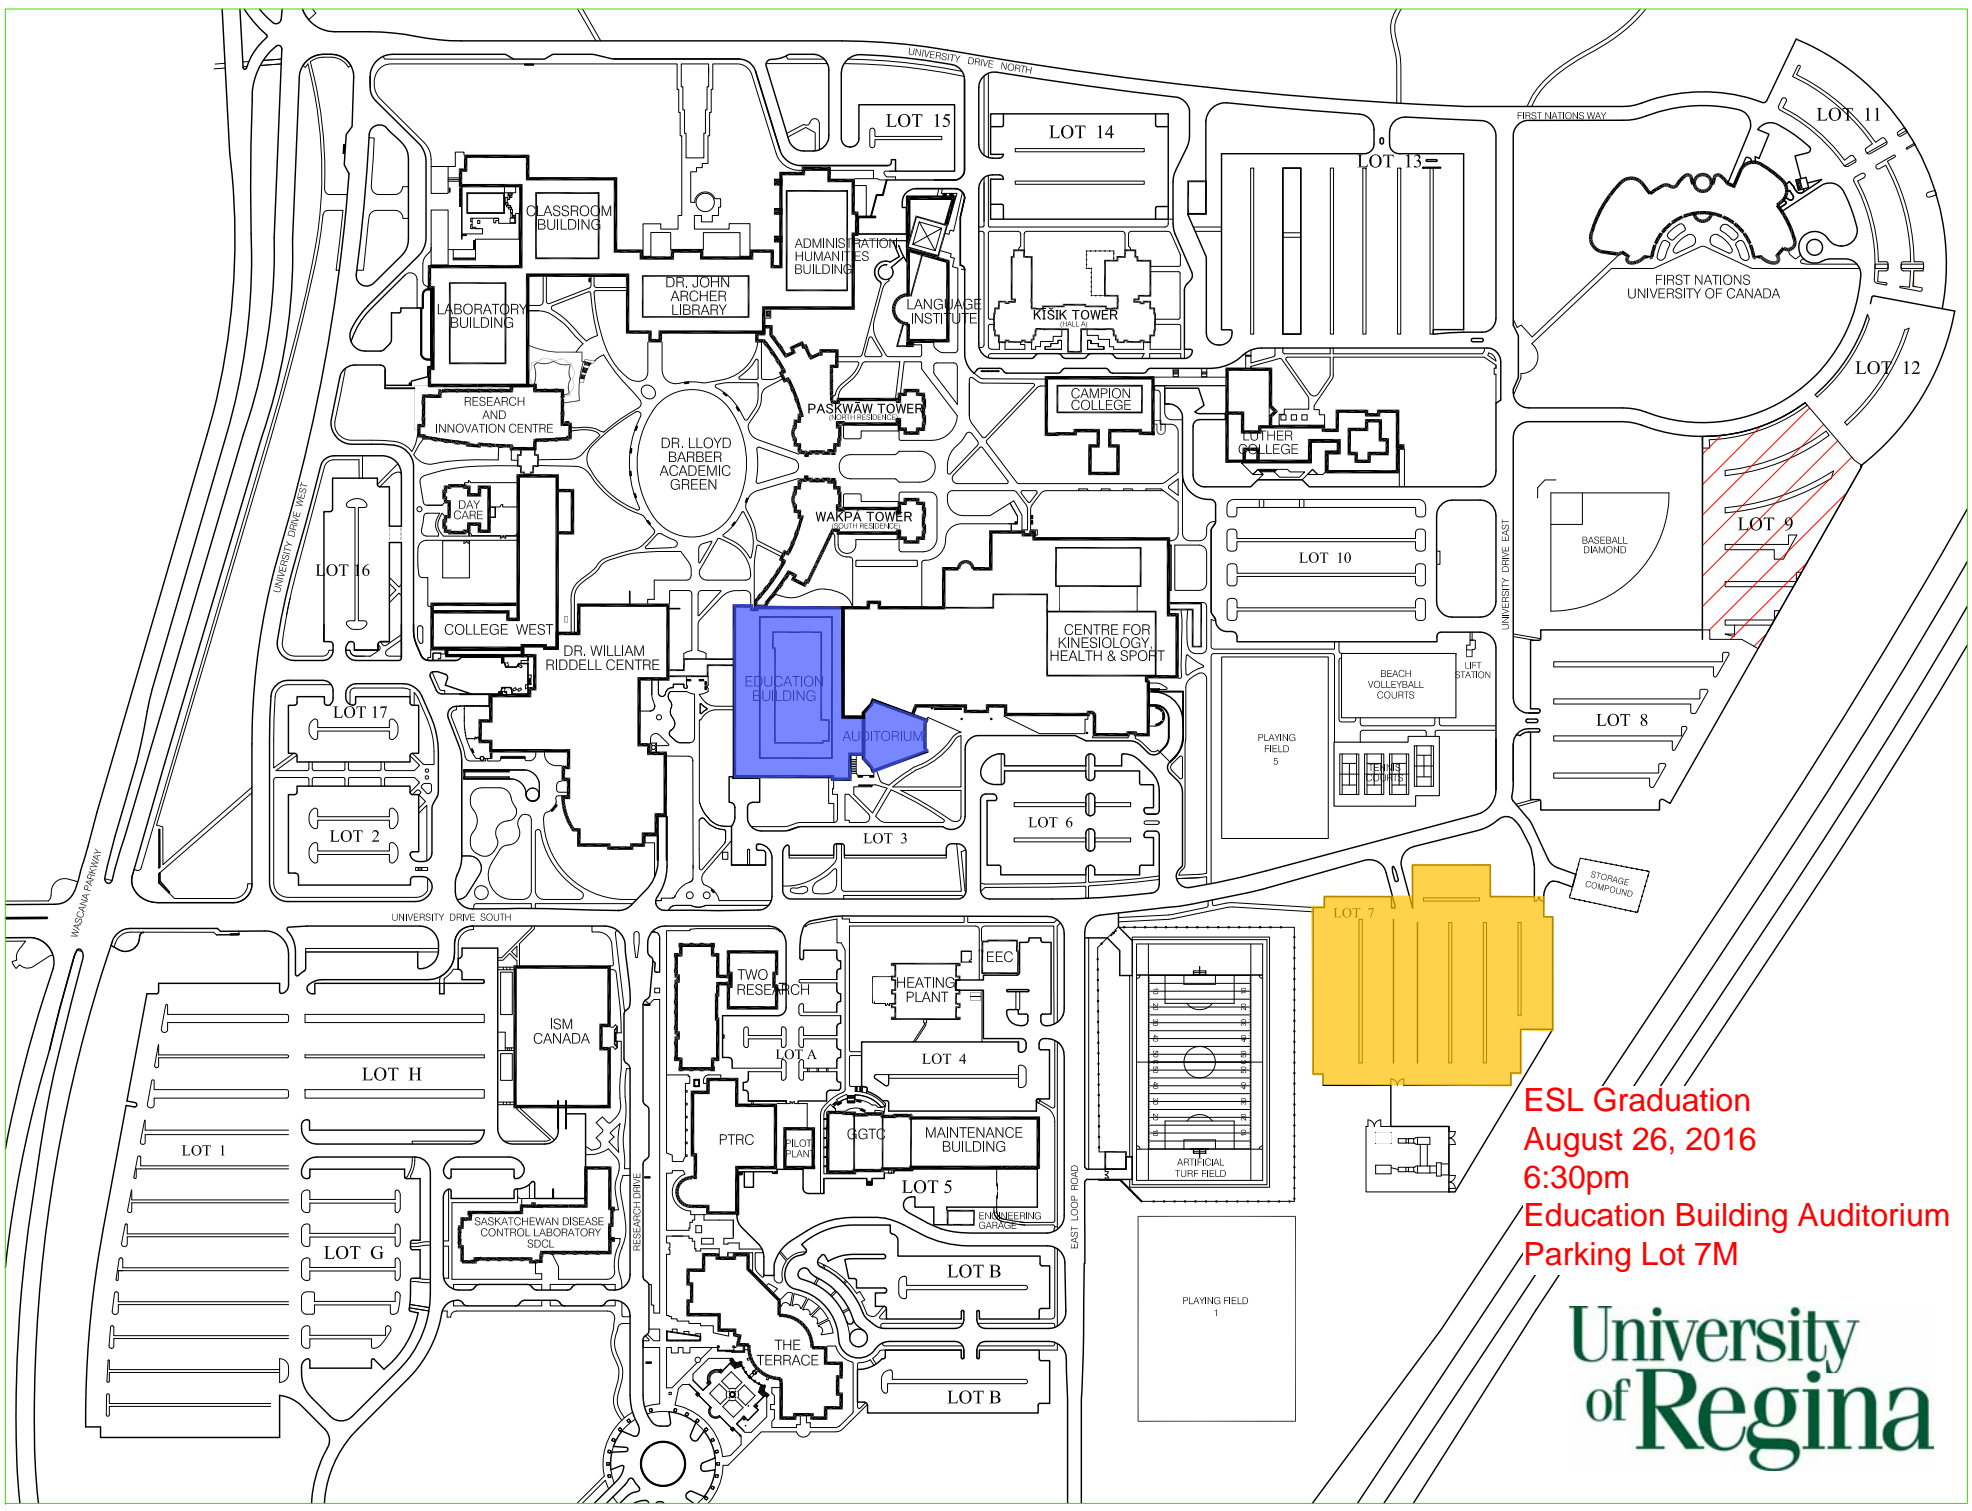 UNIVERSITY DRIVE NORTH
FIRST NATIONS WAY
LOT 11
LOT 15
LOT 14
LOT 13
CLASSROOM
BUILDING
ADMINISTRATION
HUMANITIES
BUILDING
DR. JOHN
ARCHER
LIBRARY
LABORATORY
BUILDING
LANGUAGE
INSTITUTE
KĪSIK TOWER
(HALL A)
FIRST NATIONS
UNIVERSITY OF CANADA
LOT 12
RESEARCH
AND
INNOVATION CENTRE
PASKWĀW TOWER
(NORTH RESIDENCE)
CAMPION
COLLEGE
LUTHER
COLLEGE
DR. LLOYD
BARBER
ACADEMIC
GREEN
DAY
CARE
WAKPÁ TOWER
(SOUTH RESIDENCE)
UNIVERSITY DRIVE WEST
LOT 16
LOT 10
UNIVERSITY DRIVE EAST
BASEBALL
DIAMOND
LOT 9
COLLEGE WEST
DR. WILLIAM
RIDDELL CENTRE
CENTRE FOR
KINESIOLOGY,
HEALTH & SPORT
EDUCATION
BUILDING
AUDITORIUM
BEACH
VOLLEYBALL
COURTS
LIFT
STATION
LOT 17
LOT 8
PLAYING
FIELD
5
TENNIS
COURTS
LOT 2
LOT 3
LOT 6
STORAGE
COMPOUND
WASCANA PARKWAY
UNIVERSITY DRIVE SOUTH
LOT 7
TWO
RESEARCH
HEATING
PLANT
EEC
ISM
CANADA
LOT A
LOT 4
LOT H
LOT 1
PTRC
PILOT
PLANT
GGTC
MAINTENANCE
BUILDING
ARTIFICIAL
TURF FIELD
LOT 5
ENGINEERING
GARAGE
EAST LOOP ROAD
RESEARCH DRIVE
SASKATCHEWAN DISEASE
CONTROL LABORATORY
SDCL
LOT G
LOT B
PLAYING FIELD
1
THE
TERRACE
LOT B
ESL Graduation
August 26, 2016
6:30pm
Education Building Auditorium
Parking Lot 7M
University
of Regina